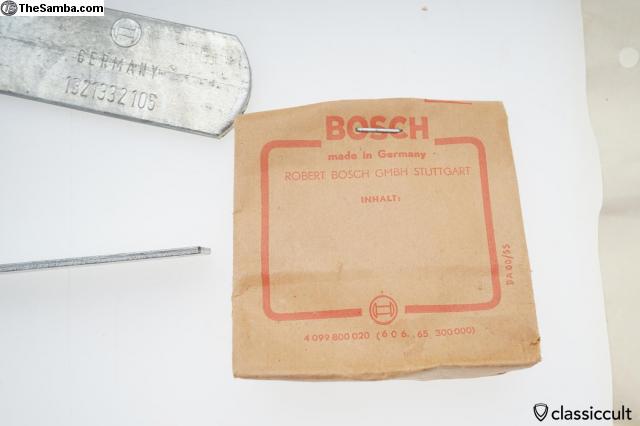 TheSamba.com
GERMANY
1321332106
BOSCH
made in Germany
ROBERT BOSCH GMBH STUTTGART
INHALT:
DA 00/55
4 099 800 020 (6 0 6. .65 300 000)
classiccult